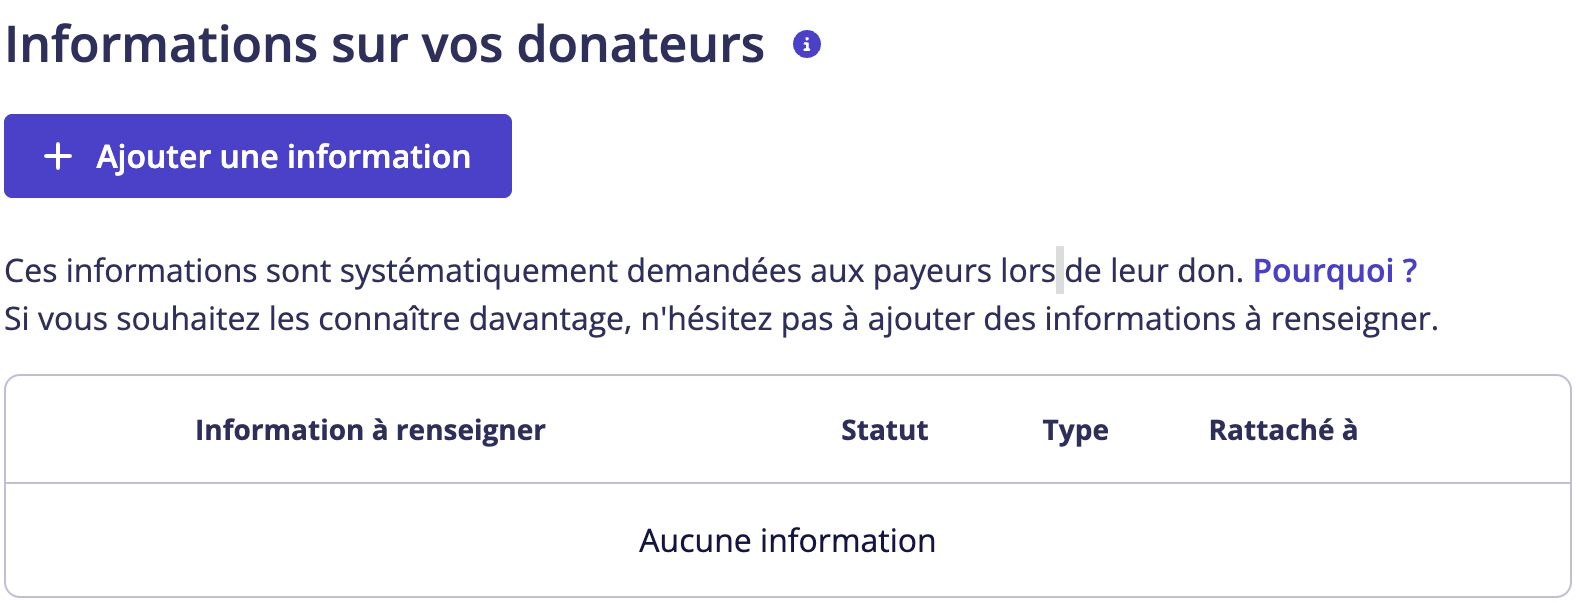 Informations sur vos donateurs
+ Ajouter une information
Ces informations sont systématiquement demandées aux payeurs lors de leur don. Pourquoi ?
Si vous souhaitez les connaître davantage, n'hésitez pas à ajouter des informations à renseigner.
Information à renseigner Statut Type Rattaché à
Aucune information